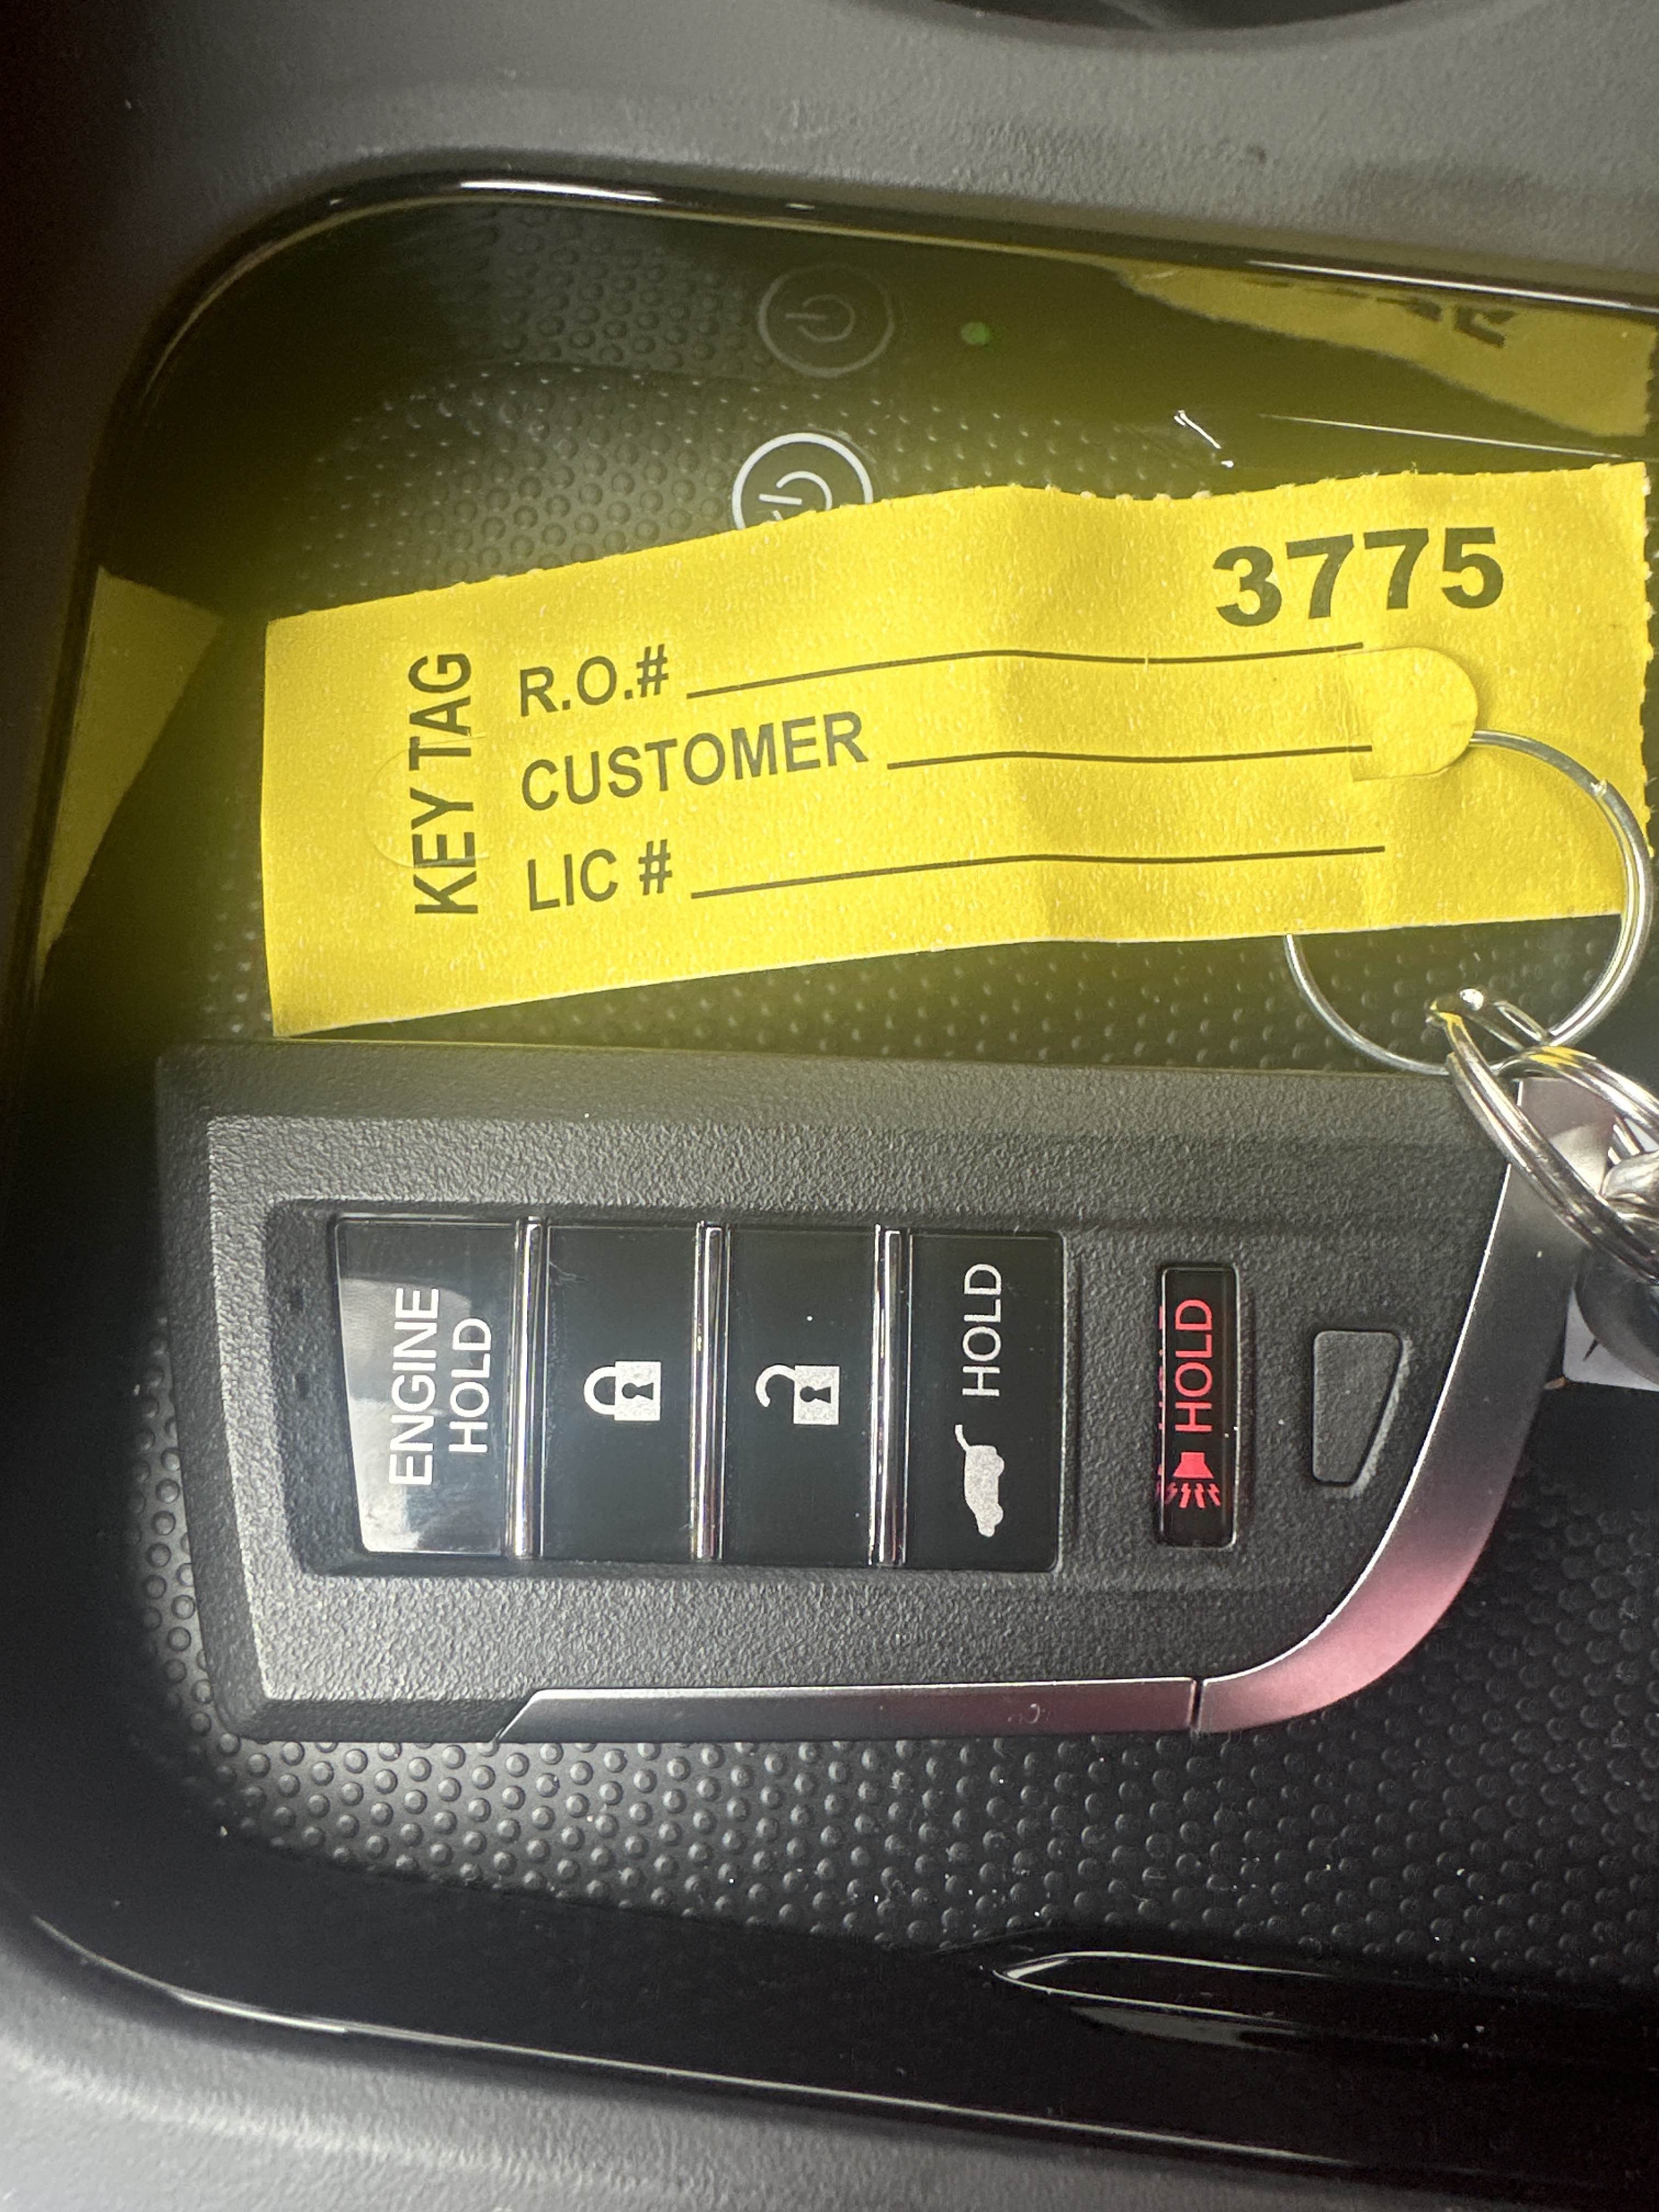 KEY TAG
R.O.#
CUSTOMER
LIC #
3775
ENGINE
HOLD
HOLD
HOLD